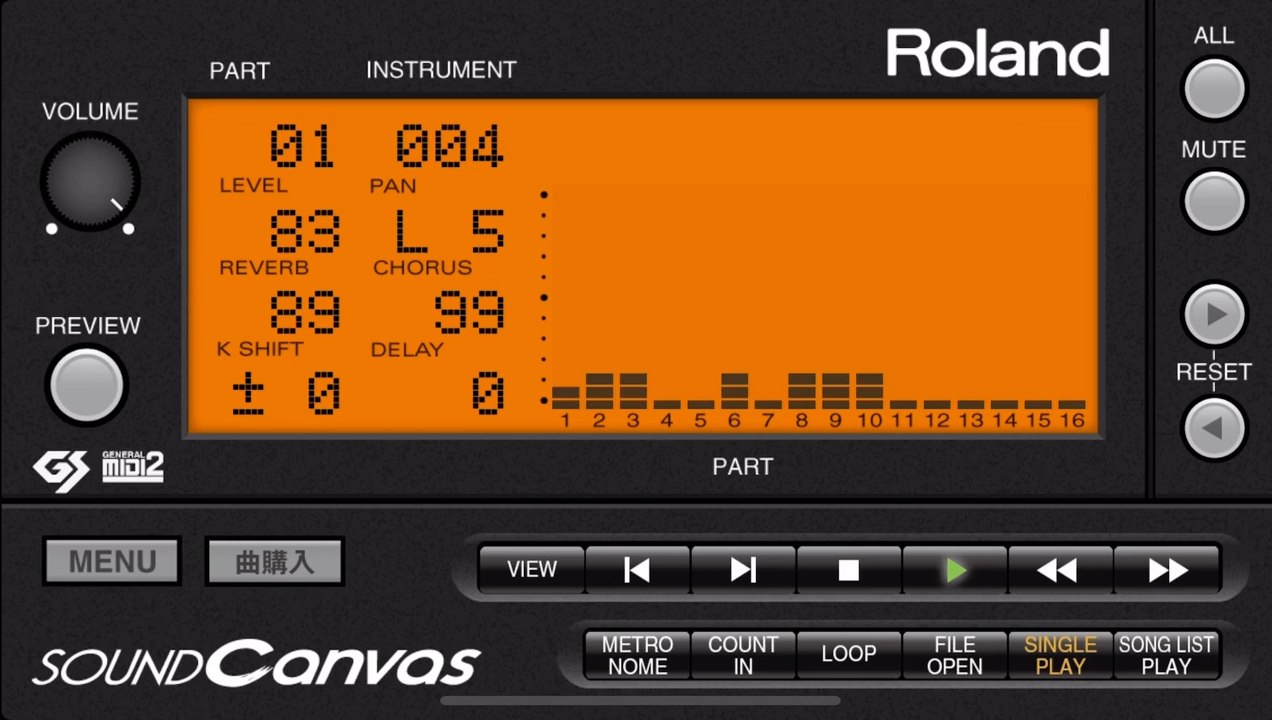 Roland
ALL
PART INSTRUMENT
VOLUME
01 004
MUTE
LEVEL PAN
83 L 5
REVERB CHORUS
89 99
PREVIEW
K SHIFT DELAY
± 0 0
RESET
1 2 3 4 5 6 7 8 9 10 11 12 13 14 15 16
PART
GS GENERAL MIDI2
MENU 曲購入
VIEW
SOUND Canvas
METRO NOME
COUNT IN
LOOP
FILE OPEN
SINGLE PLAY
SONG LIST PLAY